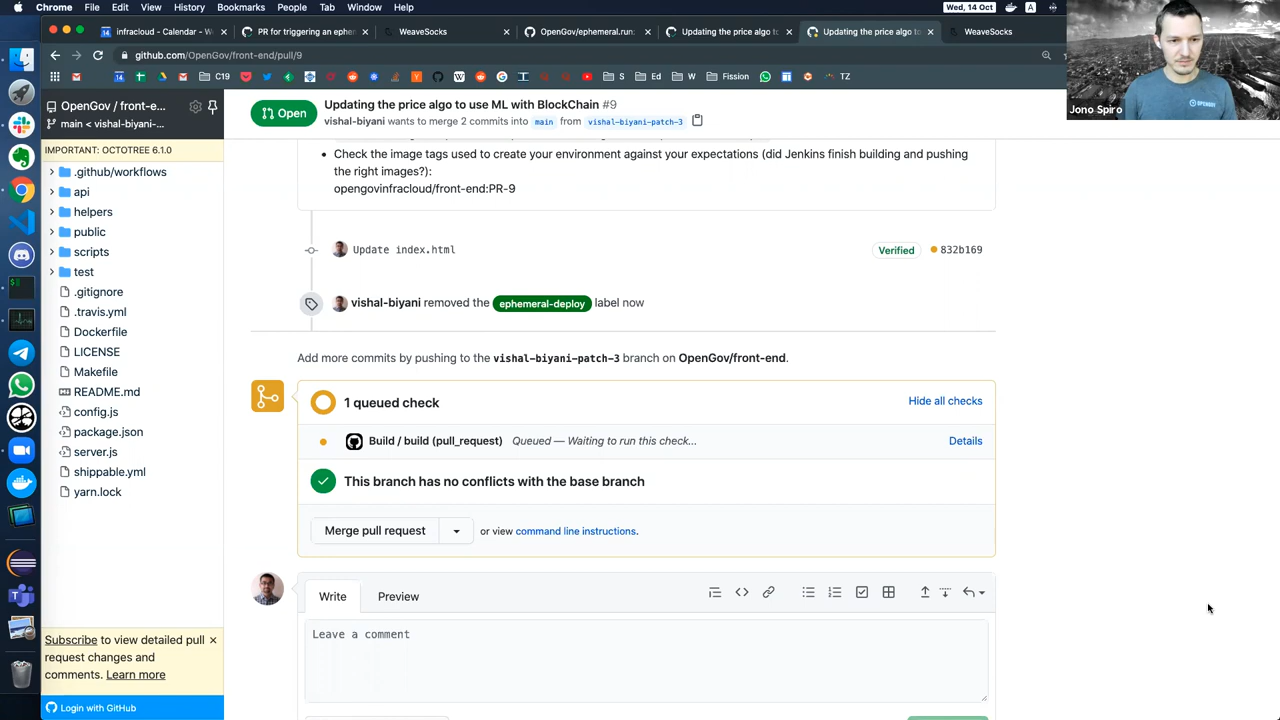 Chrome File Edit View History Bookmarks People Tab Window Help
Wed, 14 Oct
infracloud - Calendar - W
PR for triggering an ephe
WeaveSocks
OpenGov/ephemeral.run:
Updating the price algo to
Updating the price algo to
WeaveSocks
github.com/OpenGov/front-end/pull/9
C19 S Ed W Fission TZ
Jono Spiro
OpenGov / front-e...
main < vishal-biyani-...
IMPORTANT: OCTOTREE 6.1.0
.github/workflows
api
helpers
public
scripts
test
.gitignore
.travis.yml
Dockerfile
LICENSE
Makefile
README.md
config.js
package.json
server.js
shippable.yml
yarn.lock
Subscribe to view detailed pull
request changes and
comments. Learn more
Login with GitHub
Open
Updating the price algo to use ML with BlockChain #9
vishal-biyani wants to merge 2 commits into main from vishal-biyani-patch-3
Check the image tags used to create your environment against your expectations (did Jenkins finish building and pushing
the right images?):
opengovinfracloud/front-end:PR-9
Update index.html
Verified
832b169
vishal-biyani removed the ephemeral-deploy label now
Add more commits by pushing to the vishal-biyani-patch-3 branch on OpenGov/front-end.
1 queued check
Hide all checks
Build / build (pull_request) Queued — Waiting to run this check...
Details
This branch has no conflicts with the base branch
Merge pull request
or view command line instructions.
Write
Preview
Leave a comment